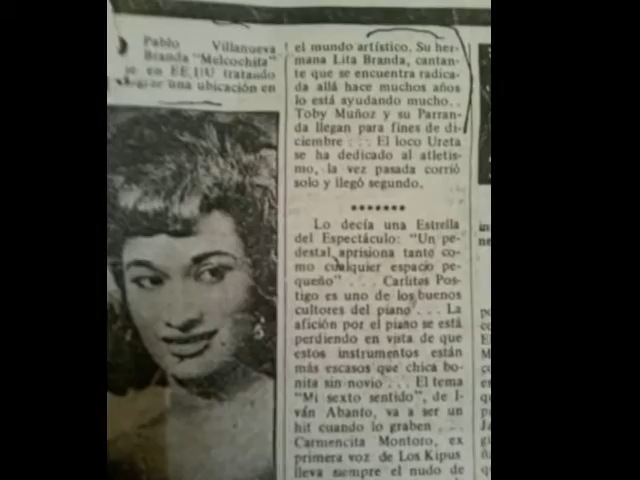 Pablo Villanueva
Branda "Melcochita"
se en EE.UU tratando
lograr una ubicación en
el mundo artístico. Su her-
mana Lita Branda, cantan-
te que se encuentra radica-
da allá hace muchos años
lo está ayudando mucho..
Toby Muñoz y su Parran-
da llegan para fines de di-
ciembre . . . El loco Ureta
se ha dedicado al atletis-
mo, la vez pasada corrió
solo y llegó segundo.
Lo decía una Estrella
del Espectáculo: "Un pe-
destal aprisiona tanto co-
mo cualquier espacio pe-
queño" . . . Carlitos Pos-
tigo es uno de los buenos
cultores del piano . . . La
afición por el piano se está
perdiendo en vista de que
estos instrumentos están
más escasos que chica bo-
nita sin novio . . . El tema
"Mi sexto sentido", de I-
ván Abanto, va a ser un
hit cuando lo graben . . .
Carmencita Montoro, ex
primera voz de Los Kipus
lleva siempre el nudo de